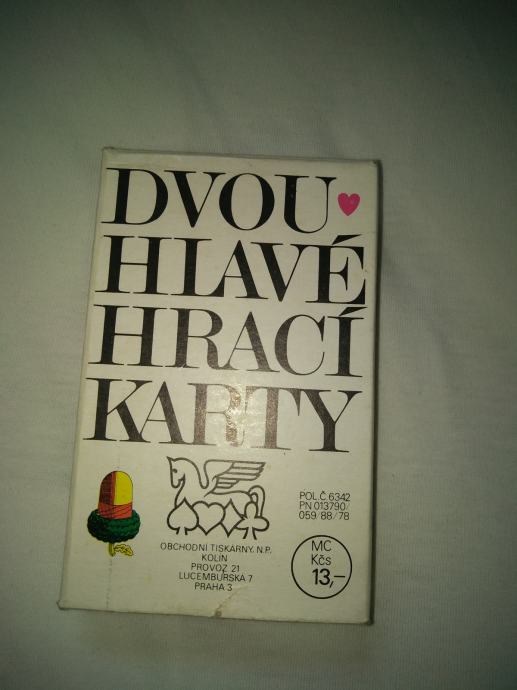 DVOU
HLAVÉ
HRACÍ
KARTY
OBCHODNÍ TISKÁRNY, N.P.
KOLÍN
PROVOZ 21
LUCEMBURSKÁ 7
PRAHA 3
POL. Č 6342
PN 013790/
059/88/78
MC
Kčs
13,–